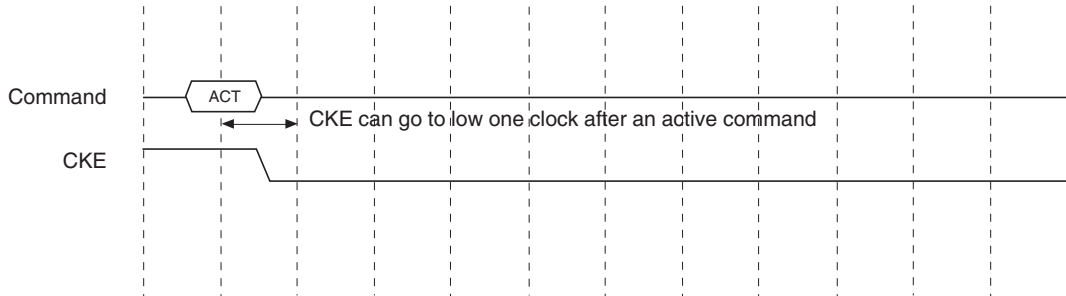 Command
ACT
CKE can go to low one clock after an active command
CKE